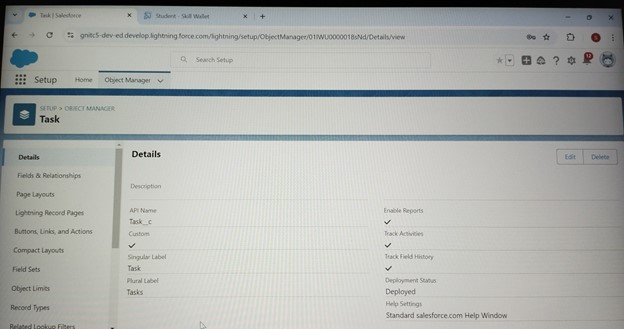 Task | Salesforce
Student - Skill Wallet
gnitc5-dev-ed.develop.lightning.force.com/lightning/setup/ObjectManager/01IWU0000018sNd/Details/view
Search Setup
12
Setup
Home
Object Manager
SETUP > OBJECT MANAGER
Task
Details
Fields & Relationships
Page Layouts
Lightning Record Pages
Buttons, Links, and Actions
Compact Layouts
Field Sets
Object Limits
Record Types
Related Lookup Filters
Details
Edit
Delete
Description
API Name
Task__c
Custom
Singular Label
Task
Plural Label
Tasks
Enable Reports
Track Activities
Track Field History
Deployment Status
Deployed
Help Settings
Standard salesforce.com Help Window